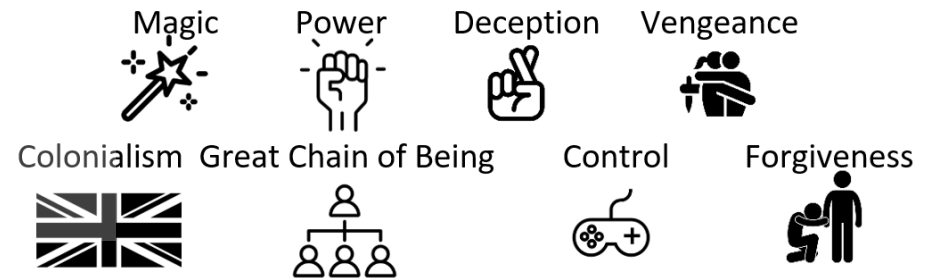 Magic Power Deception Vengeance
Colonialism Great Chain of Being Control Forgiveness